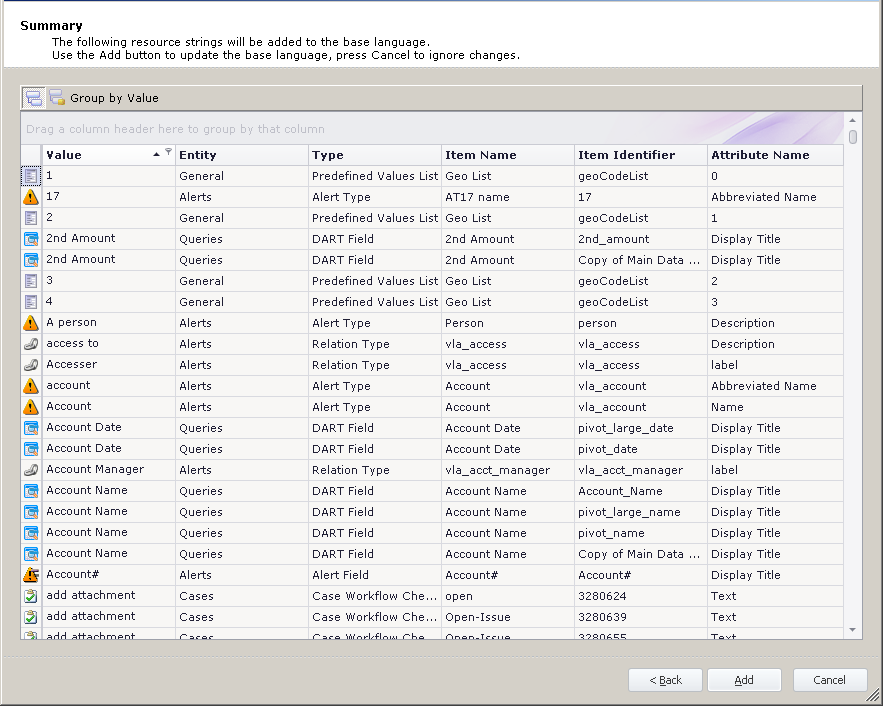 Summary
The following resource strings will be added to the base language.
Use the Add button to update the base language, press Cancel to ignore changes.
Group by Value
Drag a column header here to group by that column
Value Entity Type Item Name Item Identifier Attribute Name
1 General Predefined Values List Geo List geoCodeList 0
17 Alerts Alert Type AT17 name 17 Abbreviated Name
2 General Predefined Values List Geo List geoCodeList 1
2nd Amount Queries DART Field 2nd Amount 2nd_amount Display Title
2nd Amount Queries DART Field 2nd Amount Copy of Main Data ... Display Title
3 General Predefined Values List Geo List geoCodeList 2
4 General Predefined Values List Geo List geoCodeList 3
A person Alerts Alert Type Person person Description
access to Alerts Relation Type vla_access vla_access Description
Accesser Alerts Relation Type vla_access vla_access label
account Alerts Alert Type Account vla_account Abbreviated Name
Account Alerts Alert Type Account vla_account Name
Account Date Queries DART Field Account Date pivot_large_date Display Title
Account Date Queries DART Field Account Date pivot_date Display Title
Account Manager Alerts Relation Type vla_acct_manager vla_acct_manager label
Account Name Queries DART Field Account Name Account_Name Display Title
Account Name Queries DART Field Account Name pivot_large_name Display Title
Account Name Queries DART Field Account Name pivot_name Display Title
Account Name Queries DART Field Account Name Copy of Main Data ... Display Title
Account# Alerts Alert Field Account# Account# Display Title
add attachment Cases Case Workflow Che... open 3280624 Text
add attachment Cases Case Workflow Che... Open-Issue 3280639 Text
add attachment Cases Case Workflow Che... Open-Issue 3280655 Text
< Back Add Cancel